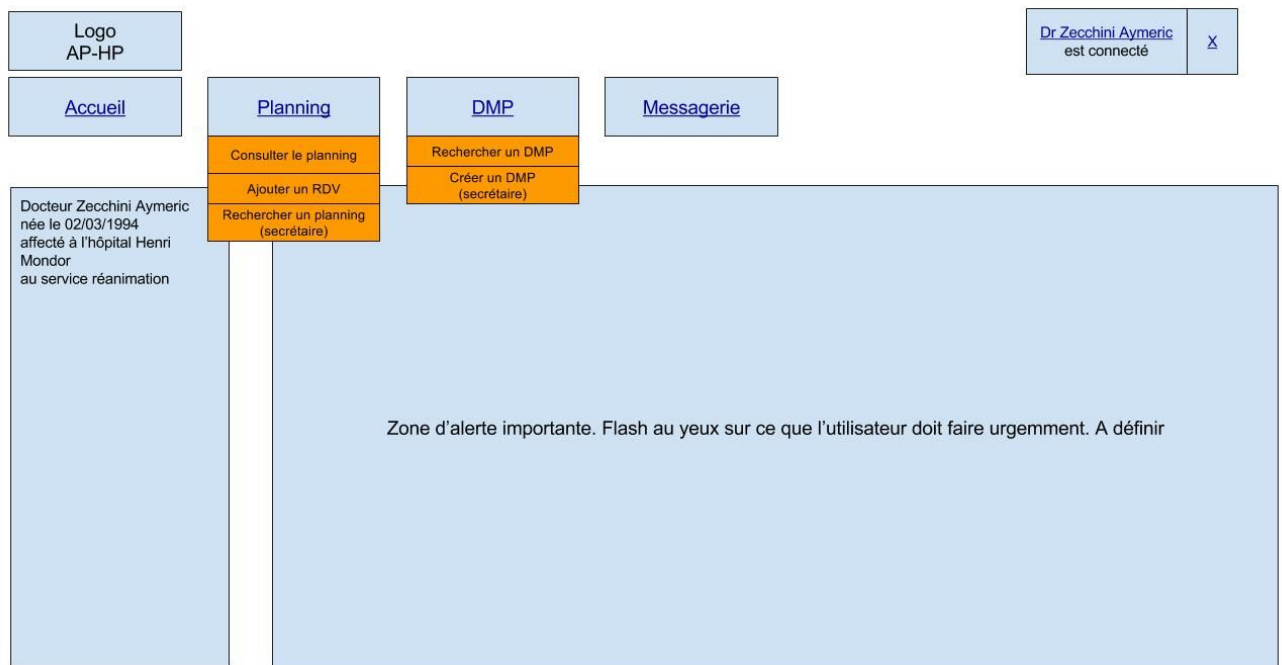 Logo
AP-HP
Dr Zecchini Aymeric
est connecté
X
Accueil
Planning
DMP
Messagerie
Consulter le planning
Ajouter un RDV
Rechercher un planning
(secrétaire)
Rechercher un DMP
Créer un DMP
(secrétaire)
Docteur Zecchini Aymeric
née le 02/03/1994
affecté à l'hôpital Henri
Mondor
au service réanimation
Zone d'alerte importante. Flash au yeux sur ce que l'utilisateur doit faire urgemment. A définir